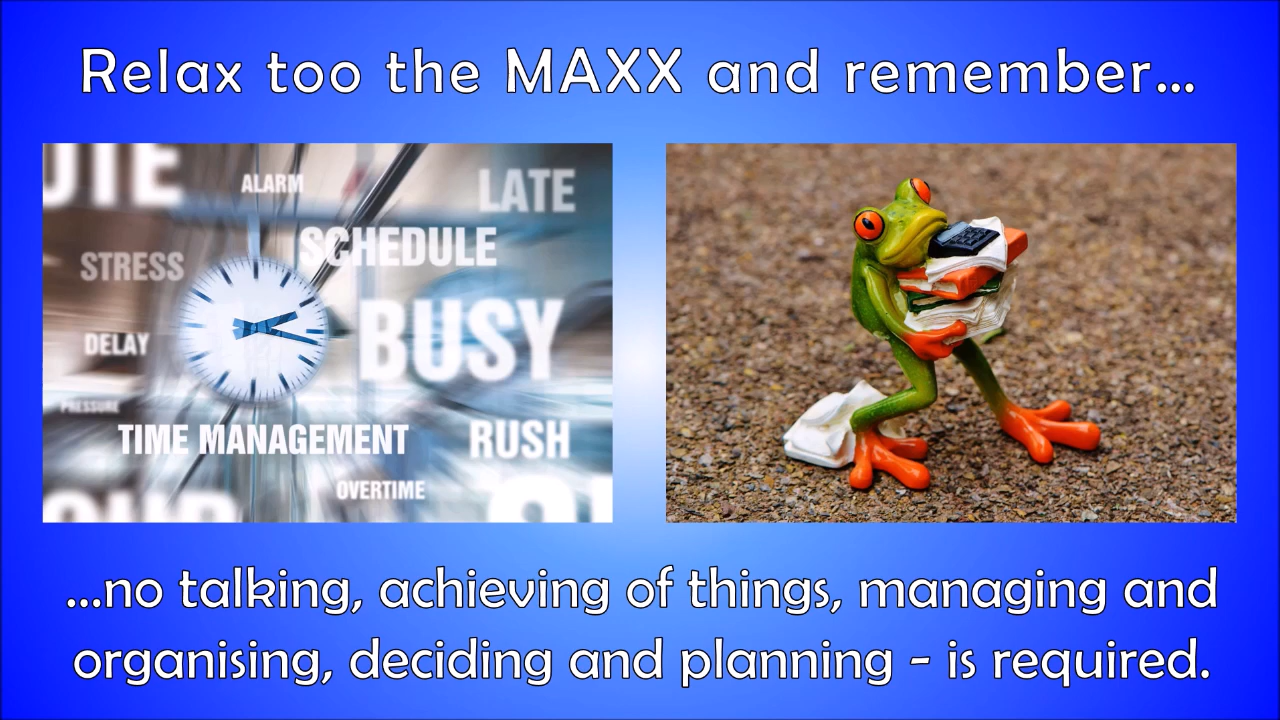 Relax too the MAXX and remember...
UTE
ALARM
LATE
SCHEDULE
STRESS
BUSY
DELAY
PRESSURE
TIME MANAGEMENT
RUSH
OVERTIME
...no talking, achieving of things, managing and
organising, deciding and planning - is required.